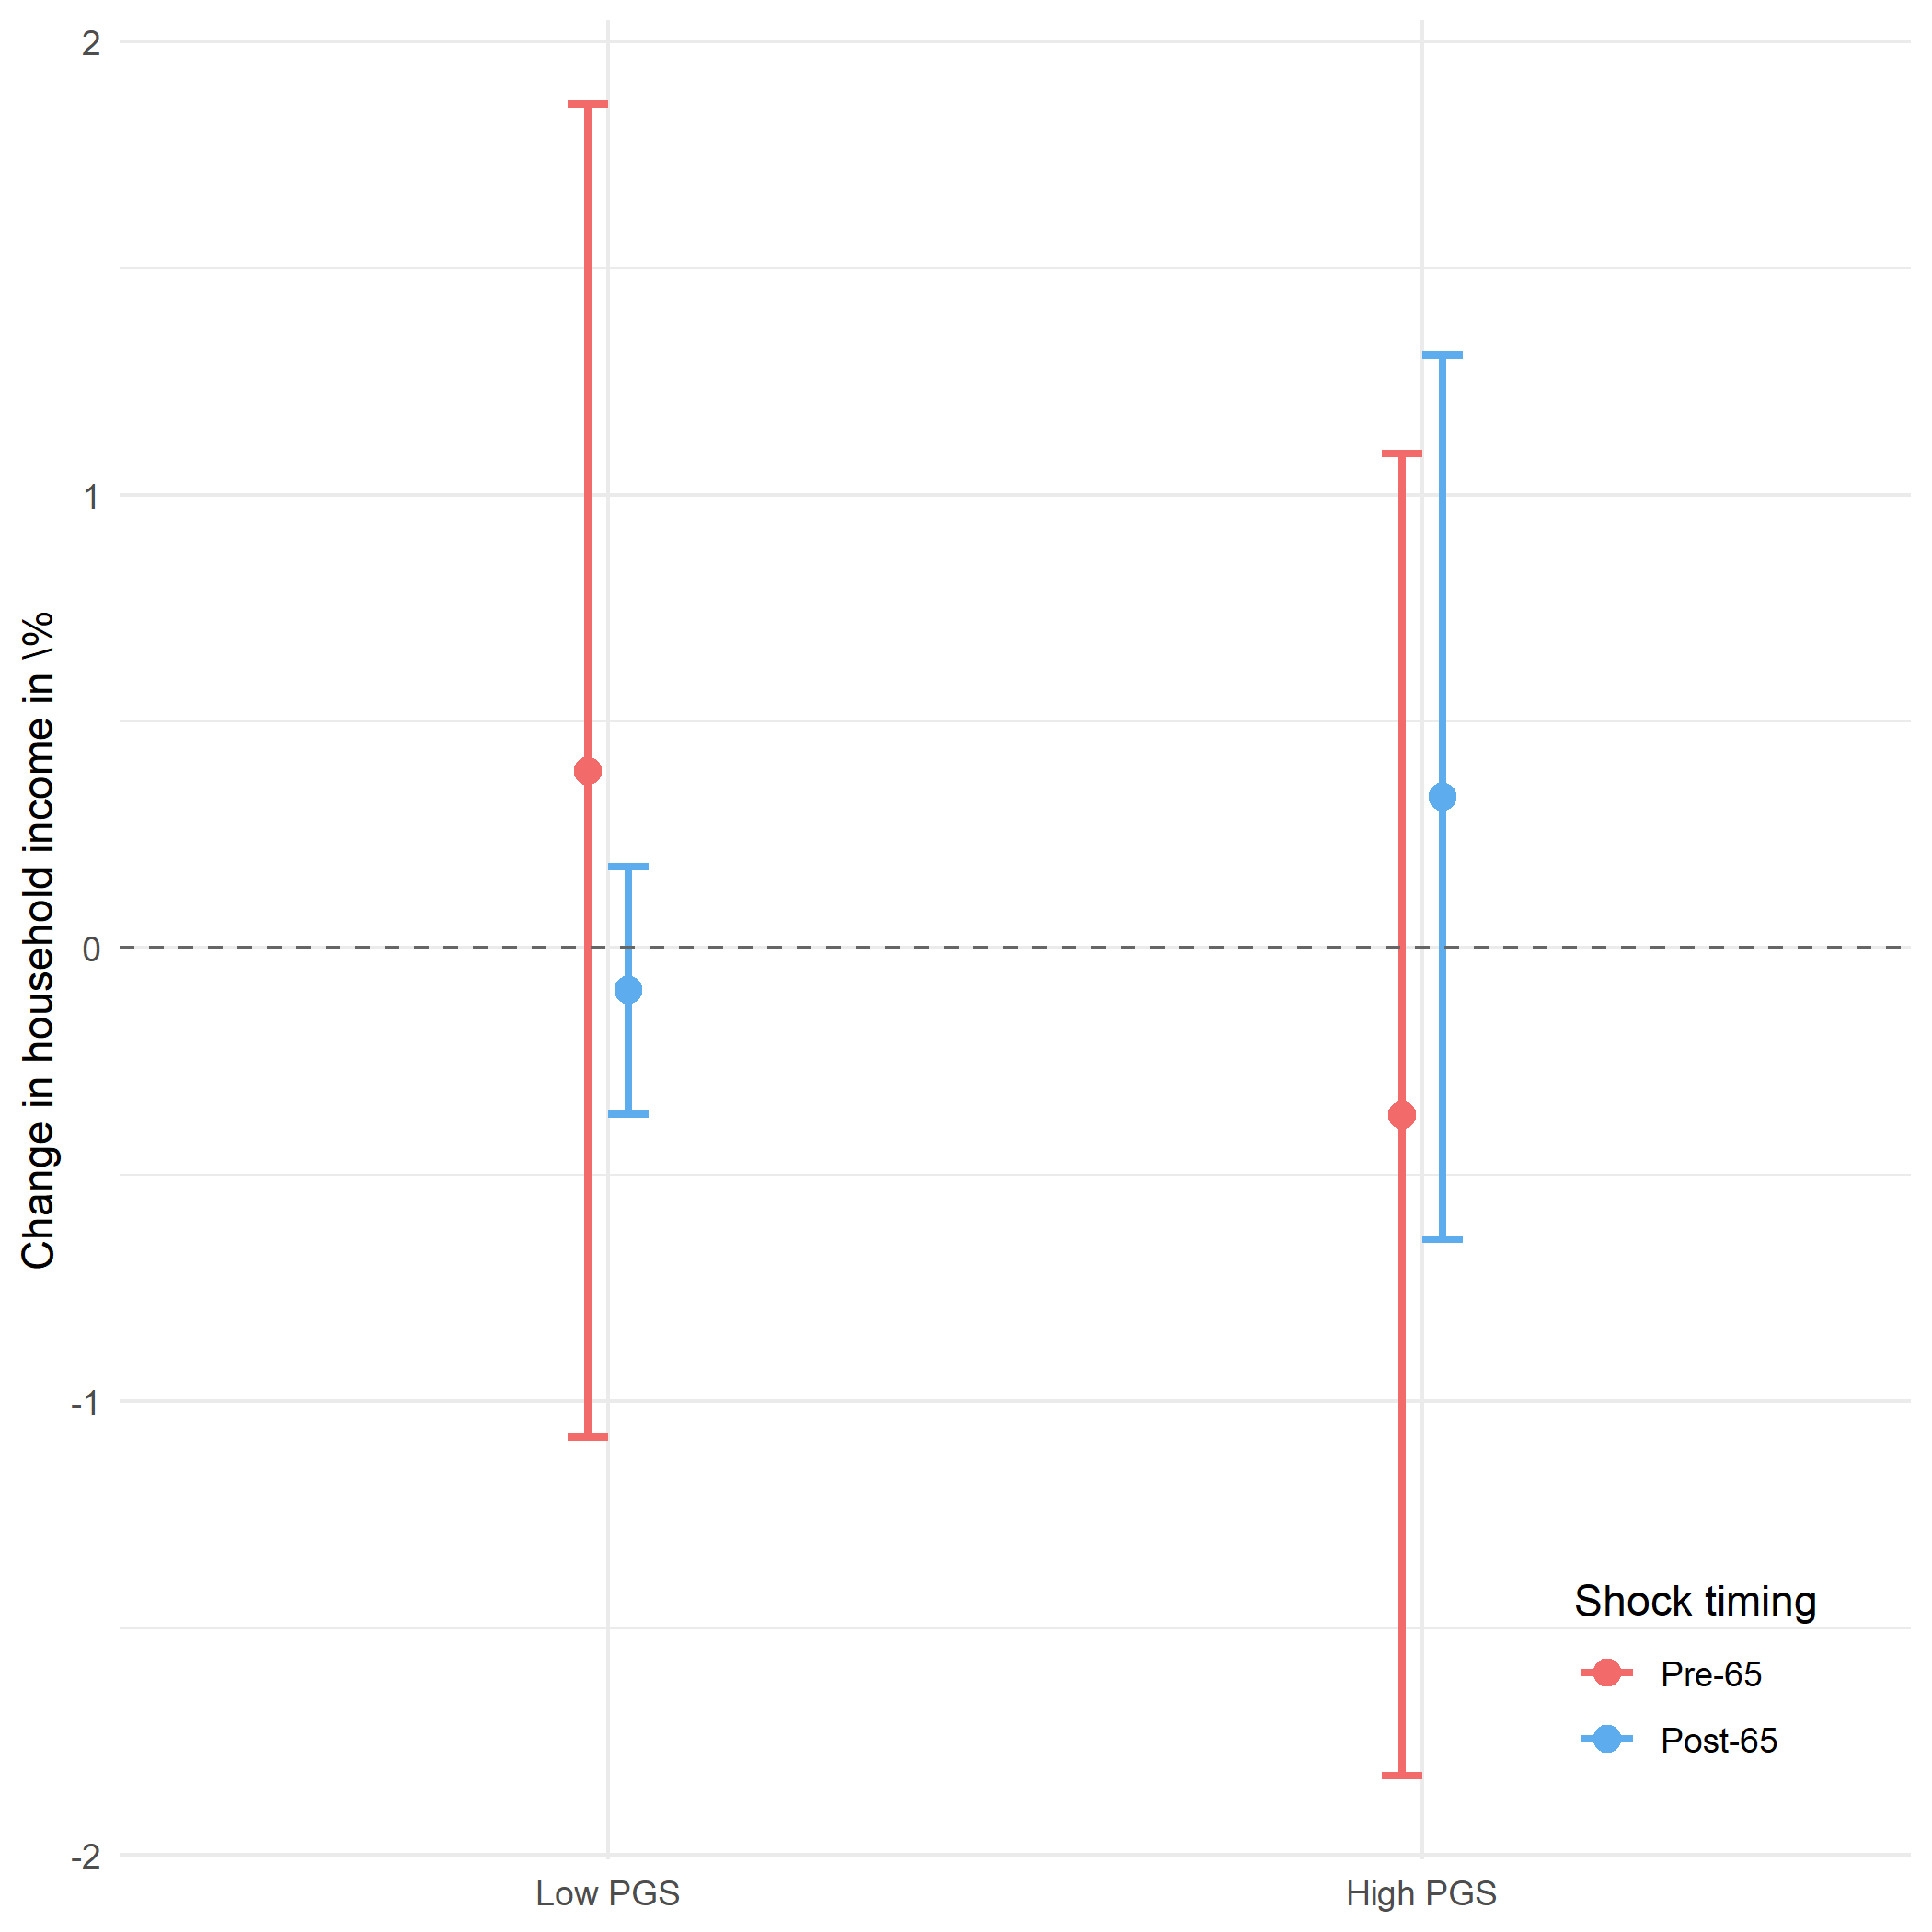 Change in household income in \%
2
1
0
-1
-2
Low PGS
High PGS
Shock timing
Pre-65
Post-65